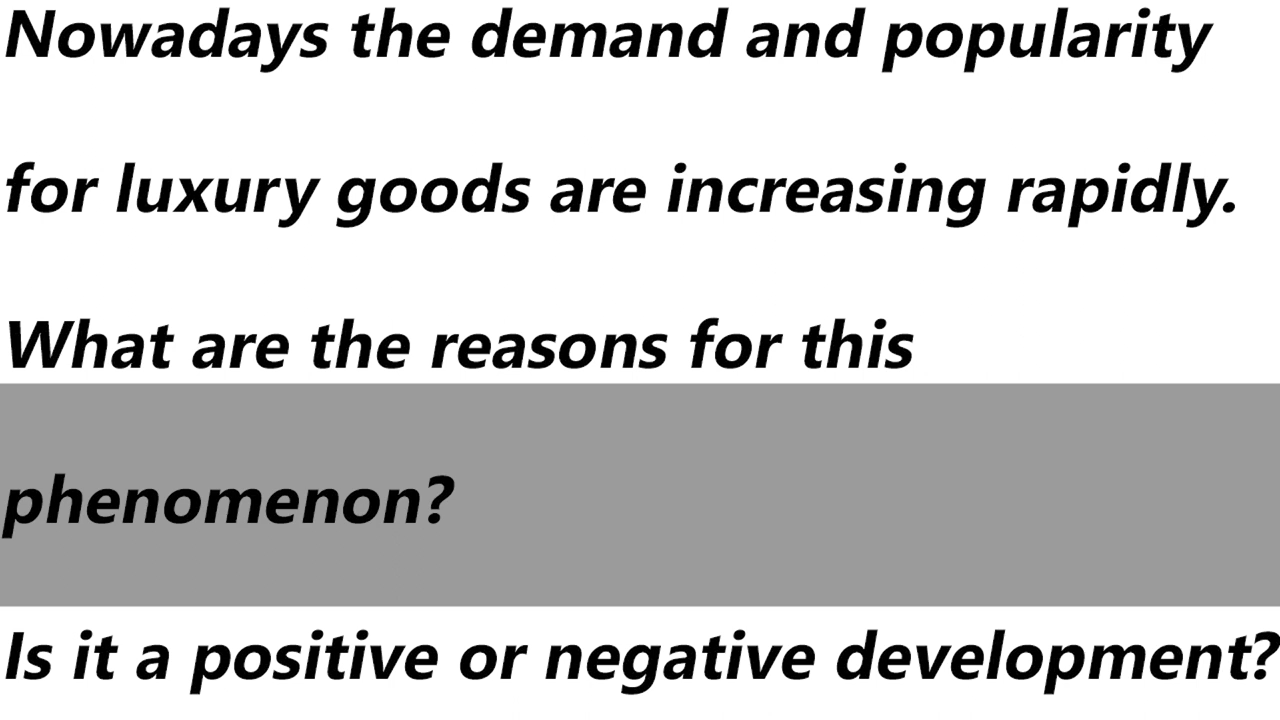 Nowadays the demand and popularity
for luxury goods are increasing rapidly.
What are the reasons for this
phenomenon?
Is it a positive or negative development?